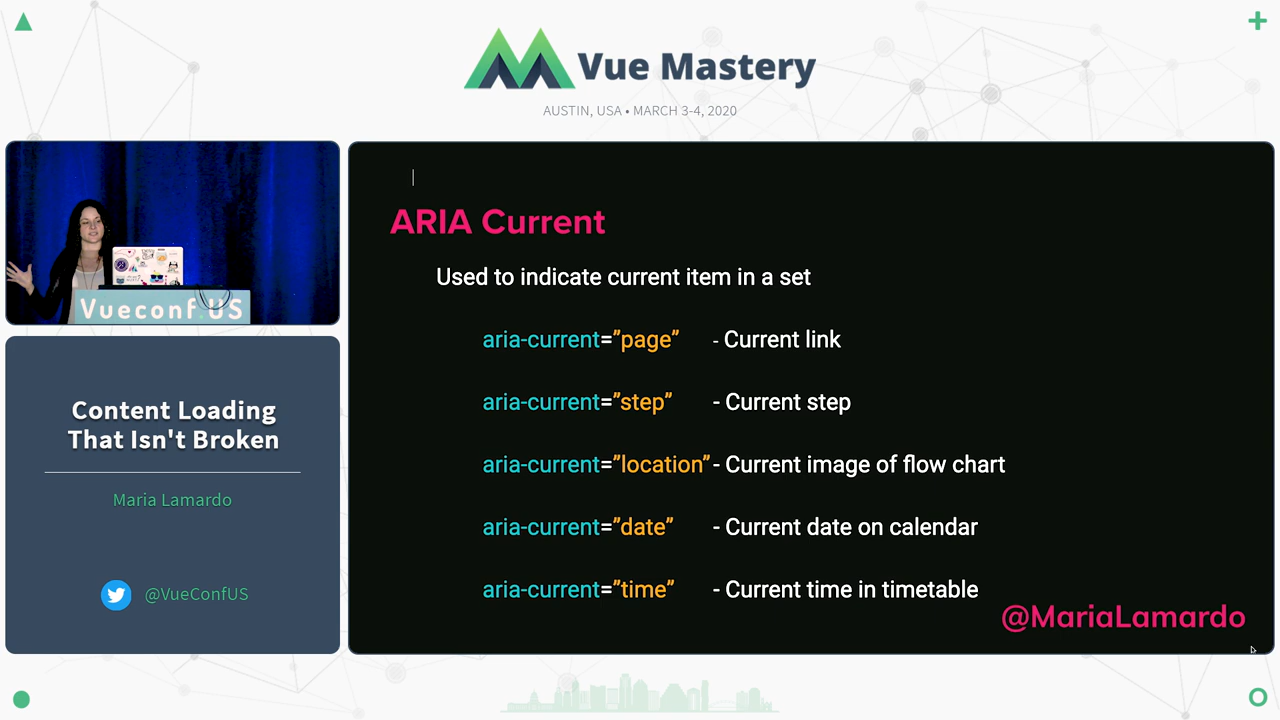 Vue Mastery
AUSTIN, USA • MARCH 3-4, 2020
Vueconf.US
Content Loading
That Isn't Broken
Maria Lamardo
@VueConfUS
ARIA Current
Used to indicate current item in a set
aria-current=”page” - Current link
aria-current=”step” - Current step
aria-current=”location” - Current image of flow chart
aria-current=”date” - Current date on calendar
aria-current=”time” - Current time in timetable
@MariaLamardo